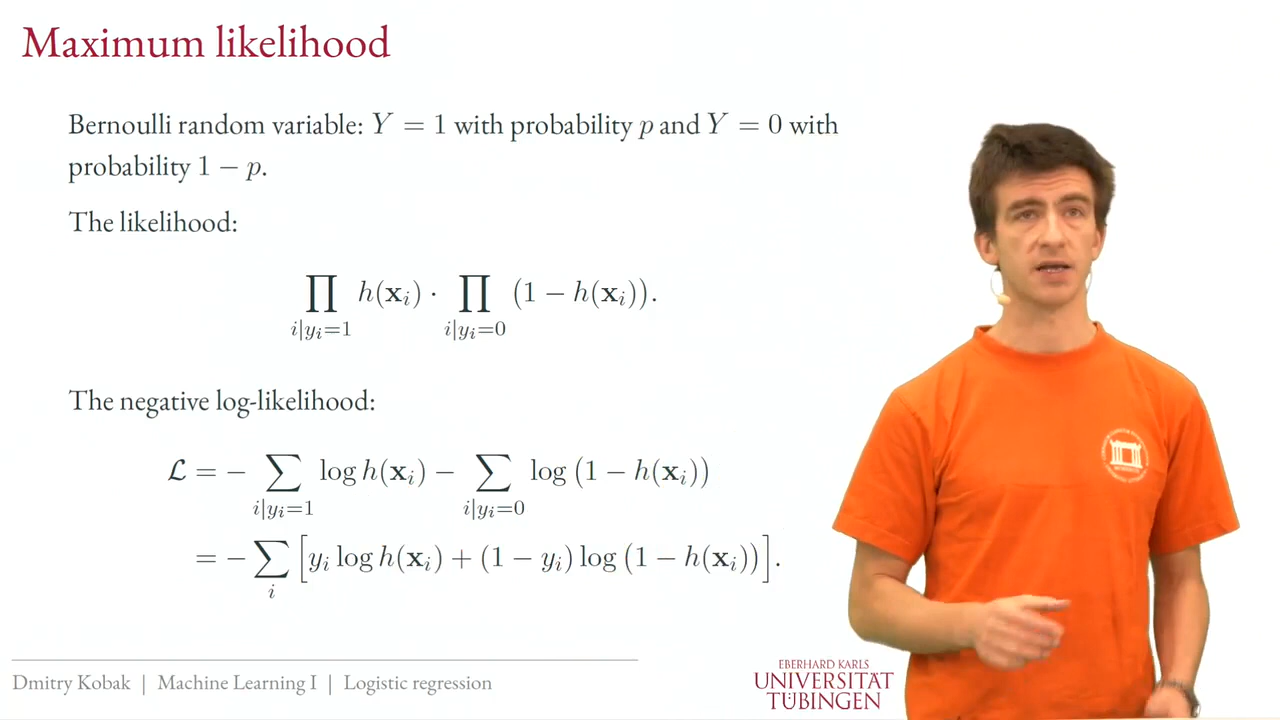 Maximum likelihood
Bernoulli random variable: Y = 1 with probability p and Y = 0 with
probability 1 − p.
The likelihood:
∏_{i|y_i=1} h(𝐱_i) · ∏_{i|y_i=0} (1 − h(𝐱_i)).
The negative log-likelihood:
ℒ = − ∑_{i|y_i=1} log h(𝐱_i) − ∑_{i|y_i=0} log (1 − h(𝐱_i))
= − ∑_i [y_i log h(𝐱_i) + (1 − y_i) log (1 − h(𝐱_i))].
Dmitry Kobak | Machine Learning I | Logistic regression
EBERHARD KARLS
UNIVERSITÄT
TÜBINGEN